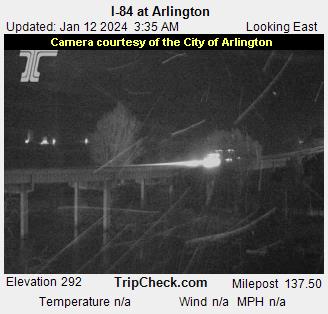 I-84 at Arlington
Updated: Jan 12 2024 3:35 AM Looking East
Camera courtesy of the City of Arlington
Elevation 292 TripCheck.com Milepost 137.50
Temperature n/a Wind n/a MPH n/a